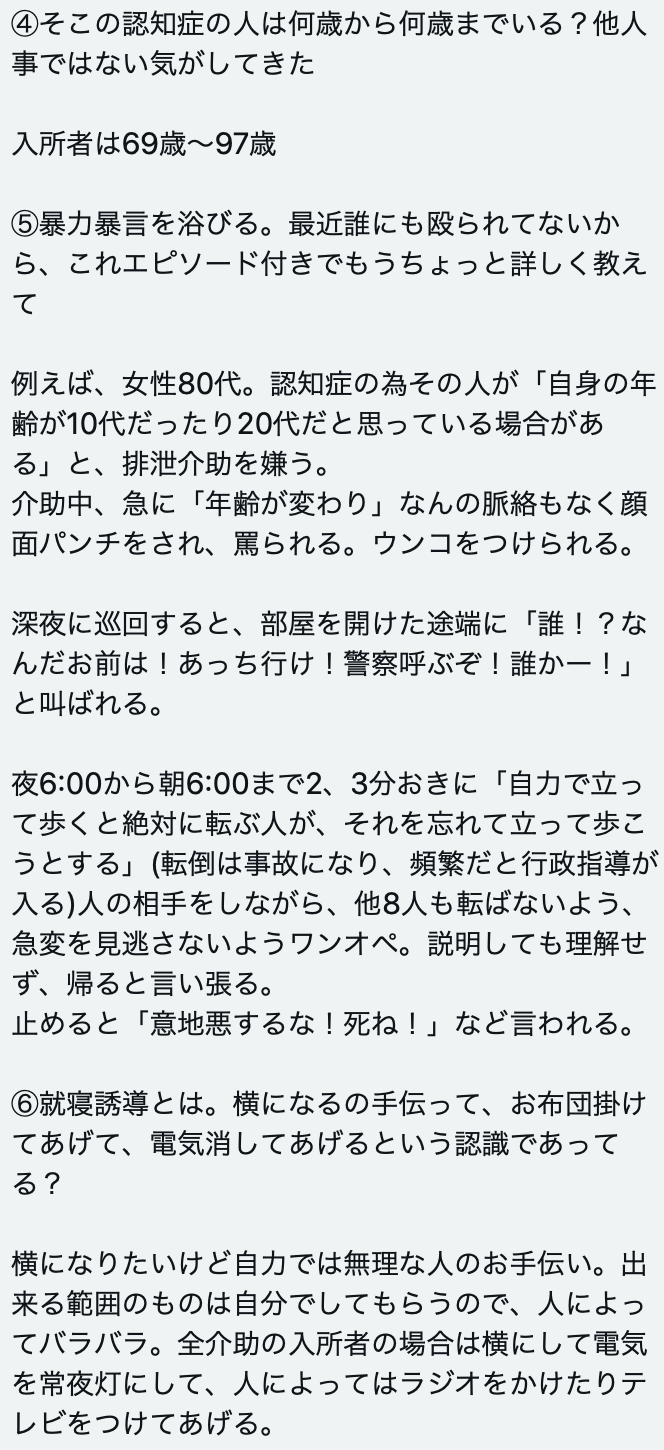 ④そこの認知症の人は何歳から何歳までいる？他人
事ではない気がしてきた
入所者は69歳〜97歳
⑤暴力暴言を浴びる。最近誰にも殴られてないか
ら、これエピソード付きでもうちょっと詳しく教え
て
例えば、女性80代。認知症の為その人が「自身の年
齢が10代だったり20代だと思っている場合があ
る」と、排泄介助を嫌う。
介助中、急に「年齢が変わり」なんの脈絡もなく顔
面パンチをされ、罵られる。ウンコをつけられる。
深夜に巡回すると、部屋を開けた途端に「誰！？な
んだお前は！あっち行け！警察呼ぶぞ！誰かー！」
と叫ばれる。
夜6:00から朝6:00まで2、3分おきに「自力で立っ
て歩くと絶対に転ぶ人が、それを忘れて立って歩こ
うとする」(転倒は事故になり、頻繁だと行政指導が
入る)人の相手をしながら、他8人も転ばないよう、
急変を見逃さないようワンオペ。説明しても理解せ
ず、帰ると言い張る。
止めると「意地悪するな！死ね！」など言われる。
⑥就寝誘導とは。横になるの手伝って、お布団掛け
てあげて、電気消してあげるという認識であって
る？
横になりたいけど自力では無理な人のお手伝い。出
来る範囲のものは自分でしてもらうので、人によっ
てバラバラ。全介助の入所者の場合は横にして電気
を常夜灯にして、人によってはラジオをかけたりテ
レビをつけてあげる。